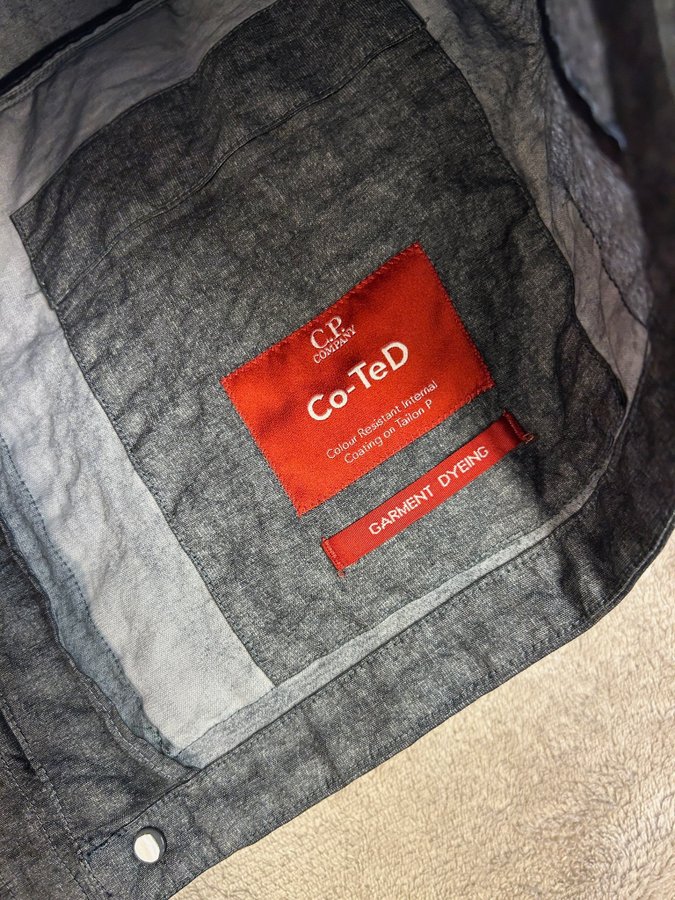 C.P.
COMPANY
Co-TeD
Colour Resistant Internal
Coating on Tailon P
GARMENT DYEING